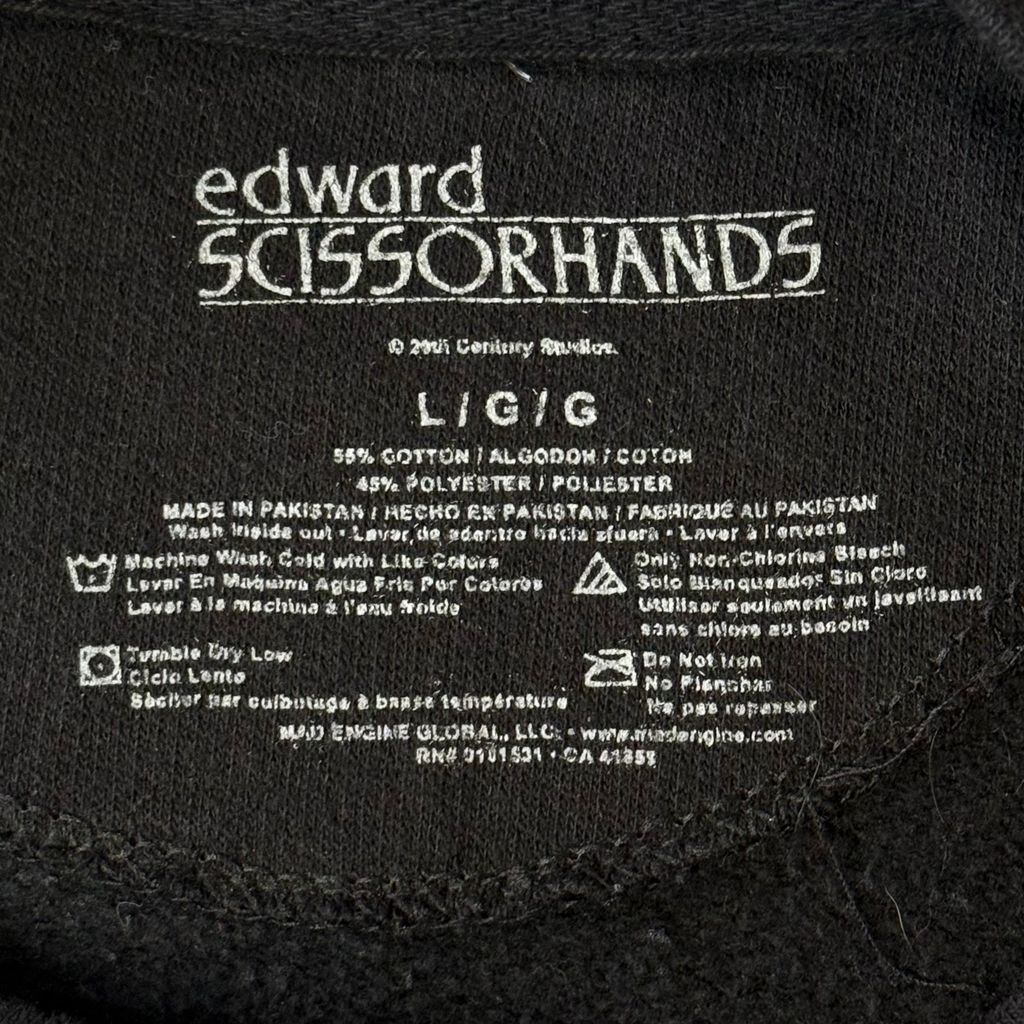 edward
SCISSORHANDS
© 20th Century Studios.
L / G / G
55% COTTON / ALGODON / COTON
45% POLYESTER / POLIESTER
MADE IN PAKISTAN / HECHO EN PAKISTAN / FABRIQUÉ AU PAKISTAN
Wash inside out • Lavar de adentro hacia afuera • Laver à l'envers
Machine Wash Cold with Like Colors
Lavar En Maquina Agua Fria Por Colores
Laver à la machine à l'eau froide
Only Non-Chlorine Bleach
Solo Blanqueador Sin Cloro
Utiliser seulement un javellisant
sans chlore au besoin
Tumble Dry Low
Ciclo Lento
Sécher par culbutage à basse température
Do Not Iron
No Planchar
Ne pas repasser
MAD ENGINE GLOBAL, LLC. • www.madengine.com
RN# • CA